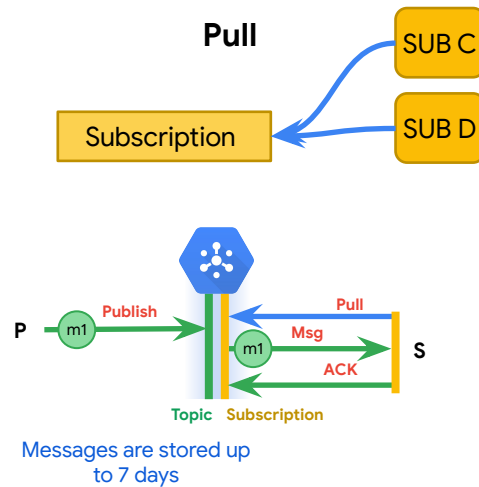 Pull
SUB C
Subscription
SUB D
Publish
Pull
P
m1
Msg
m1
S
ACK
Topic
Subscription
Messages are stored up
to 7 days